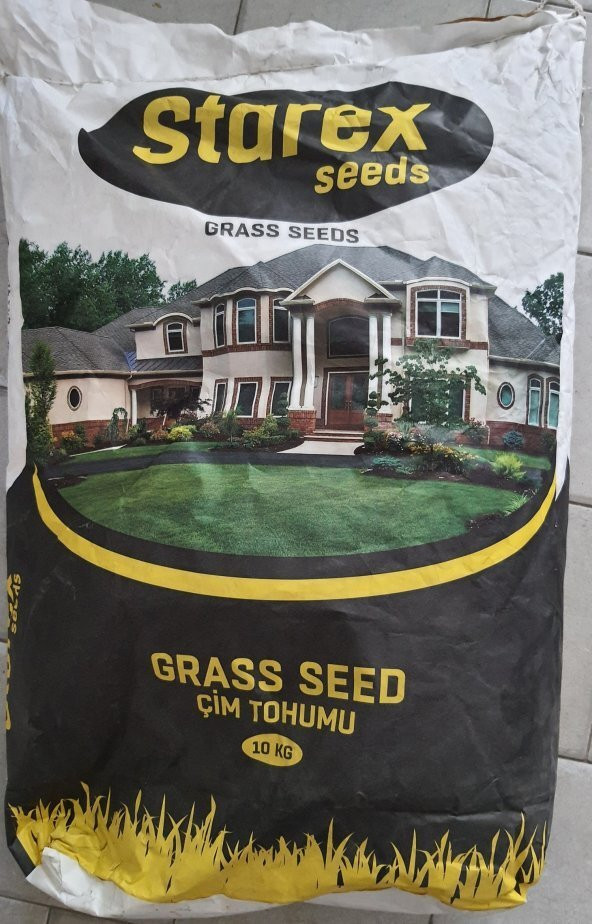 Starex
seeds
GRASS SEEDS
GRASS SEED
ÇİM TOHUMU
10 KG